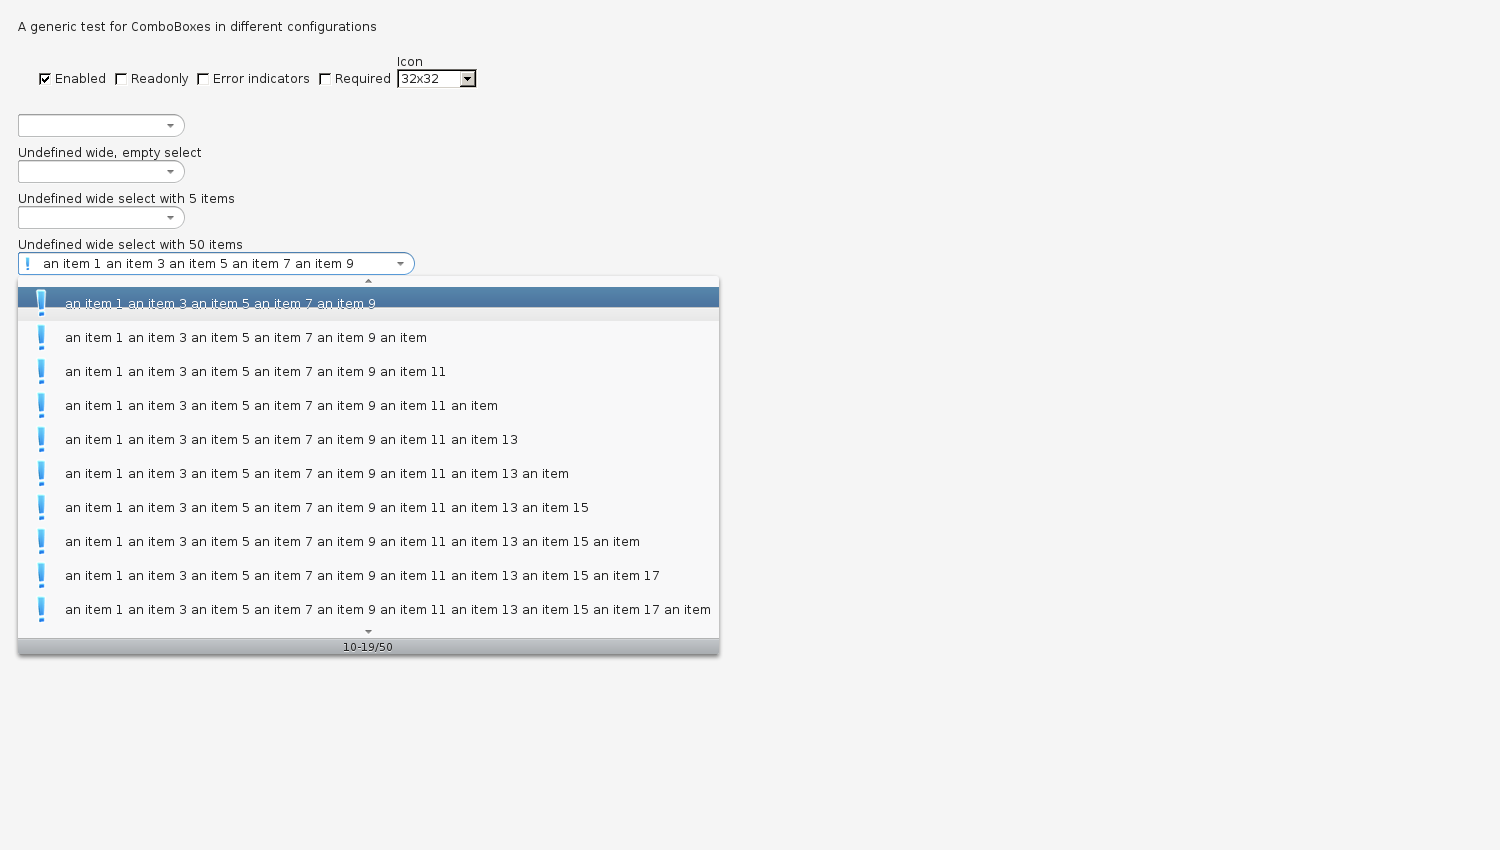 A generic test for ComboBoxes in different configurations
Icon
Enabled Readonly Error indicators Required 32x32
Undefined wide, empty select
Undefined wide select with 5 items
Undefined wide select with 50 items
an item 1 an item 3 an item 5 an item 7 an item 9
an item 1 an item 3 an item 5 an item 7 an item 9
an item 1 an item 3 an item 5 an item 7 an item 9 an item
an item 1 an item 3 an item 5 an item 7 an item 9 an item 11
an item 1 an item 3 an item 5 an item 7 an item 9 an item 11 an item
an item 1 an item 3 an item 5 an item 7 an item 9 an item 11 an item 13
an item 1 an item 3 an item 5 an item 7 an item 9 an item 11 an item 13 an item
an item 1 an item 3 an item 5 an item 7 an item 9 an item 11 an item 13 an item 15
an item 1 an item 3 an item 5 an item 7 an item 9 an item 11 an item 13 an item 15 an item
an item 1 an item 3 an item 5 an item 7 an item 9 an item 11 an item 13 an item 15 an item 17
an item 1 an item 3 an item 5 an item 7 an item 9 an item 11 an item 13 an item 15 an item 17 an item
10-19/50